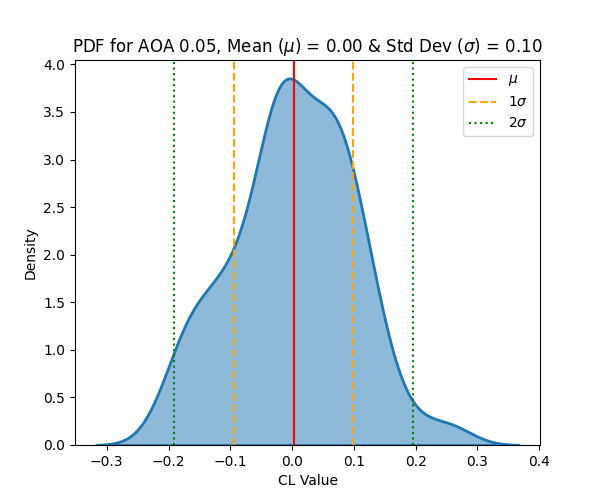 PDF for AOA 0.05, Mean (μ) = 0.00 & Std Dev (σ) = 0.10
μ
1σ
2σ
4.0
3.5
3.0
2.5
2.0
1.5
1.0
0.5
0.0
Density
−0.3 −0.2 −0.1 0.0 0.1 0.2 0.3 0.4
CL Value